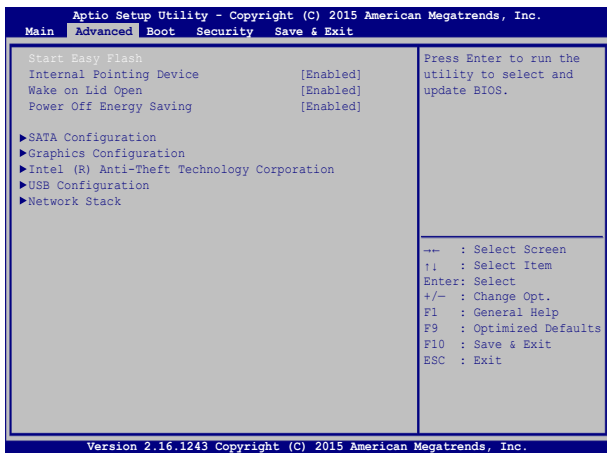 Aptio Setup Utility - Copyright (C) 2015 American Megatrends, Inc.
Main Advanced Boot Security Save & Exit
Start Easy Flash
Internal Pointing Device [Enabled]
Wake on Lid Open [Enabled]
Power Off Energy Saving [Enabled]
▶SATA Configuration
▶Graphics Configuration
▶Intel (R) Anti-Theft Technology Corporation
▶USB Configuration
▶Network Stack
Press Enter to run the
utility to select and
update BIOS.
→← : Select Screen
↑↓ : Select Item
Enter: Select
+/— : Change Opt.
F1 : General Help
F9 : Optimized Defaults
F10 : Save & Exit
ESC : Exit
Version 2.16.1243 Copyright (C) 2015 American Megatrends, Inc.